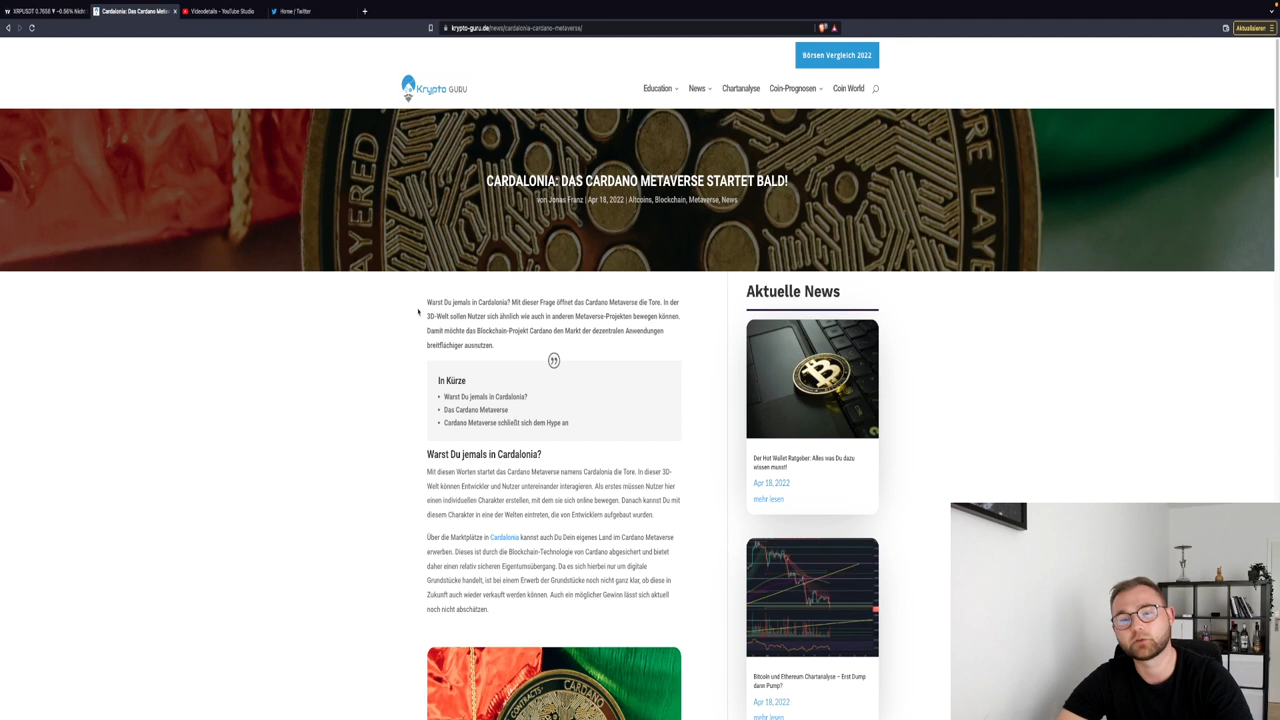 XRPUSDT 0.7656 ▼ −0.56% Nicht
Cardalonia: Das Cardano Met
Videodetails - YouTube Studio
Home / Twitter
krypto-guru.de/news/cardalonia-cardano-metaverse/
Aktualisieren
Börsen Vergleich 2022
Krypto GURU
Education
News
Chartanalyse
Coin-Prognosen
Coin World
CARDALONIA: DAS CARDANO METAVERSE STARTET BALD!
von Jonas Franz | Apr 18, 2022 | Altcoins, Blockchain, Metaverse, News
Warst Du jemals in Cardalonia? Mit dieser Frage öffnet das Cardano Metaverse die Tore. In der
3D-Welt sollen Nutzer sich ähnlich wie auch in anderen Metaverse-Projekten bewegen können.
Damit möchte das Blockchain-Projekt Cardano den Markt der dezentralen Anwendungen
breitflächiger ausnutzen.
In Kürze
• Warst Du jemals in Cardalonia?
• Das Cardano Metaverse
• Cardano Metaverse schließt sich dem Hype an
Warst Du jemals in Cardalonia?
Mit diesen Worten startet das Cardano Metaverse namens Cardalonia die Tore. In dieser 3D-
Welt können Entwickler und Nutzer untereinander interagieren. Als erstes müssen Nutzer hier
einen individuellen Charakter erstellen, mit dem sie sich online bewegen. Danach kannst Du mit
diesem Charakter in eine der Welten eintreten, die von Entwicklern aufgebaut wurden.
Über die Marktplätze in Cardalonia kannst auch Du Dein eigenes Land im Cardano Metaverse
erwerben. Dieses ist durch die Blockchain-Technologie von Cardano abgesichert und bietet
daher einen relativ sicheren Eigentumsübergang. Da es sich hierbei nur um digitale
Grundstücke handelt, ist bei einem Erwerb der Grundstücke noch nicht ganz klar, ob diese in
Zukunft auch wieder verkauft werden können. Auch ein möglicher Gewinn lässt sich aktuell
noch nicht abschätzen.
CONTRACTS
CARDANO
Aktuelle News
Der Hot Wallet Ratgeber: Alles was Du dazu
wissen musst!
Apr 18, 2022
mehr lesen
Bitcoin und Ethereum Chartanalyse – Erst Dump
dann Pump?
Apr 18, 2022
mehr lesen